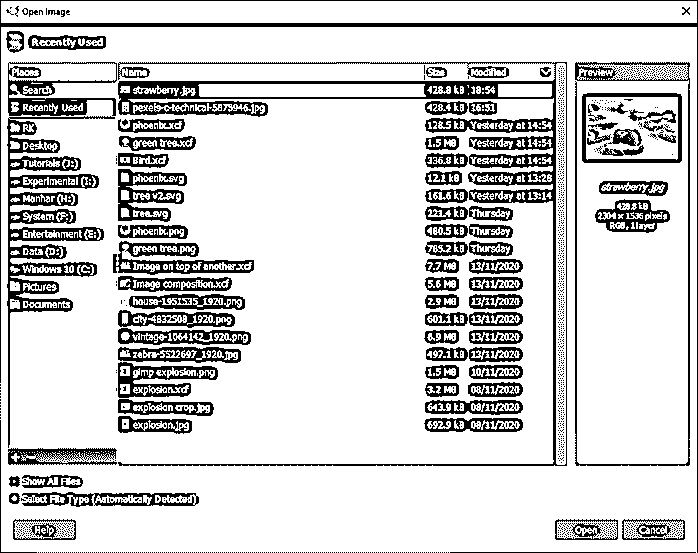 Open Image
Recently Used
Places Name Size Modified Preview
Search strawberry.jpg 428.8 kB 18:54
Recently Used pexels-c-technical-5875946.jpg 428.4 kB 16:51
RK phoenix.xcf 128.5 kB Yesterday at 14:54
Desktop green tree.xcf 1.5 MB Yesterday at 14:54
Tutorials (J:) Bird.xcf 336.8 kB Yesterday at 14:54
Experimental (I:) phoenix.svg 12.1 kB Yesterday at 13:28
Manhar (H:) tree v2.svg 161.6 kB Yesterday at 13:14
System (F:) tree.svg 221.4 kB Thursday
Entertainment (E:) phoenix.png 480.5 kB Thursday
Data (D:) green tree.png 785.2 kB Thursday
Windows 10 (C:) Image on top of another.xcf 7.7 MB 13/11/2020
Pictures Image composition.xcf 5.6 MB 13/11/2020
Documents house-1951535_1920.png 2.9 MB 13/11/2020
city-4832508_1920.png 601.1 kB 13/11/2020
vintage-1064142_1920.png 6.9 MB 13/11/2020
zebra-5522697_1920.jpg 492.1 kB 13/11/2020
gimp explosion.png 1.5 MB 10/11/2020
explosion.xcf 3.2 MB 08/11/2020
explosion crop.jpg 643.9 kB 08/11/2020
explosion.jpg 692.9 kB 08/11/2020
strawberry.jpg
428.8 kB
2304 x 1536 pixels
RGB, 1 layer
Show All Files
Select File Type (Automatically Detected)
Help Open Cancel